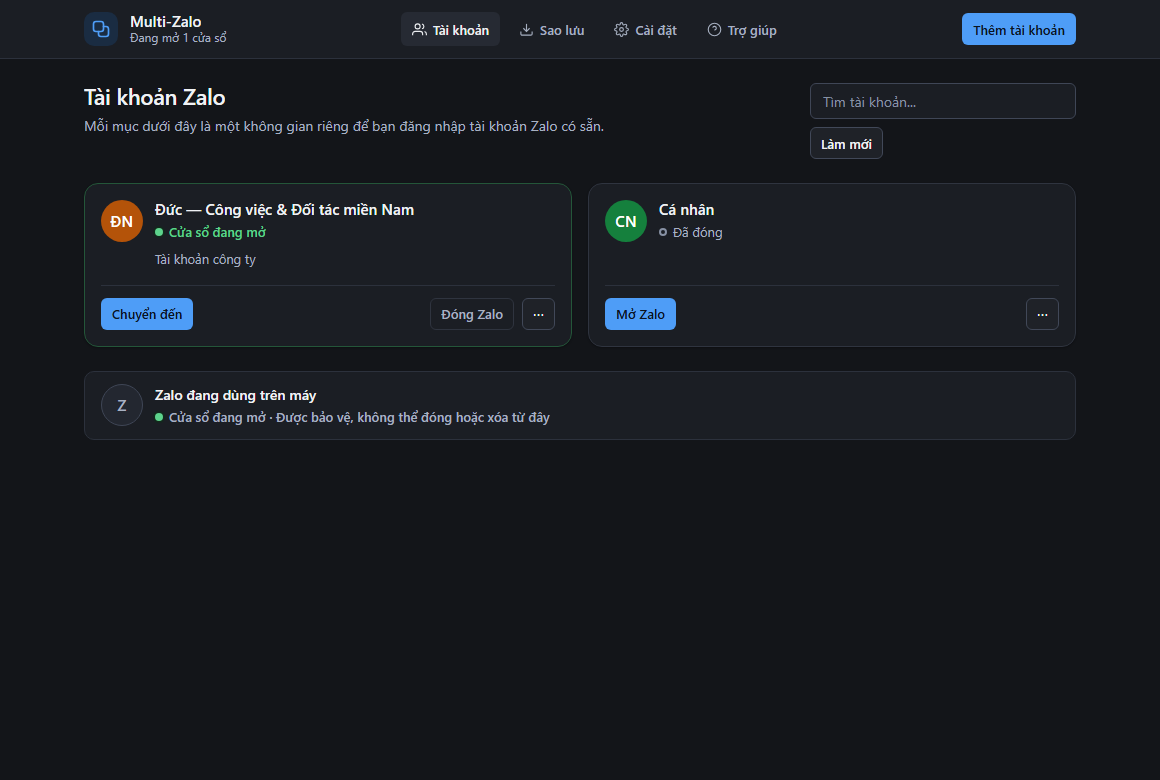 Multi-Zalo
Đang mở 1 cửa sổ
Tài khoản
Sao lưu
Cài đặt
Trợ giúp
Thêm tài khoản
Tài khoản Zalo
Mỗi mục dưới đây là một không gian riêng để bạn đăng nhập tài khoản Zalo có sẵn.
Tìm tài khoản...
Làm mới
ĐN
Đức — Công việc & Đối tác miền Nam
Cửa sổ đang mở
Tài khoản công ty
Chuyển đến
Đóng Zalo
...
CN
Cá nhân
Đã đóng
Mở Zalo
...
Z
Zalo đang dùng trên máy
Cửa sổ đang mở · Được bảo vệ, không thể đóng hoặc xóa từ đây